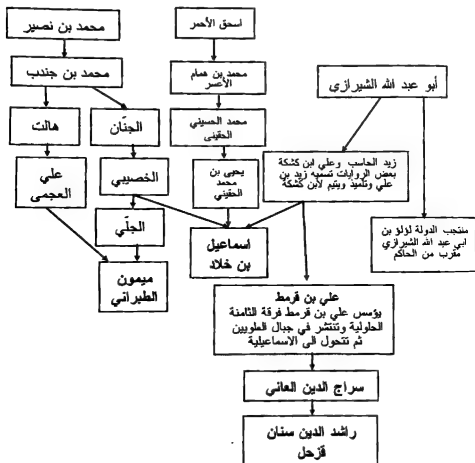 محمد بن نصير
اسحق الأحمر
محمد بن جندب
محمد بن همام
الأعسر
أبو عبد الله الشيرازي
هالت
الجنّان
محمد الحسيني
الحقيني
علي
العجمى
الخصيبي
يحيى بن
محمد
الحقيني
زيد الحاسب وعلي ابن كشكة
بعض الروايات تسميه زيد بن
علي وتلميذ ويتيم لأبن كشكة
الجلّي
منتجب الدولة لؤلؤ بن
ابي عبد الله الشيرازي
مقرب من الحاكم
ميمون
الطبراني
اسماعيل
بن خلاد
علي بن قرمط
يؤسس علي بن قرمط فرقة الثامنة
الحلولية وتنتشر في جبال العلويين
ثم تتحول الى الاسماعيلية
سراج الدين العاني
راشد الدين سنان
قزحل